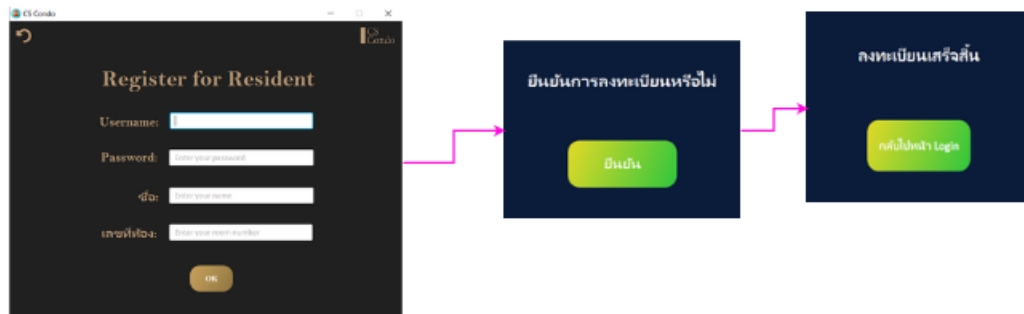 CS Condo
CS
Condo
Register for Resident
Username:
Password: Enter your password
ชื่อ: Enter your name
เลขที่ห้อง: Enter your room number
OK
ยืนยันการลงทะเบียนหรือไม่
ยืนยัน
ลงทะเบียนเสร็จสิ้น
กลับไปหน้า Login